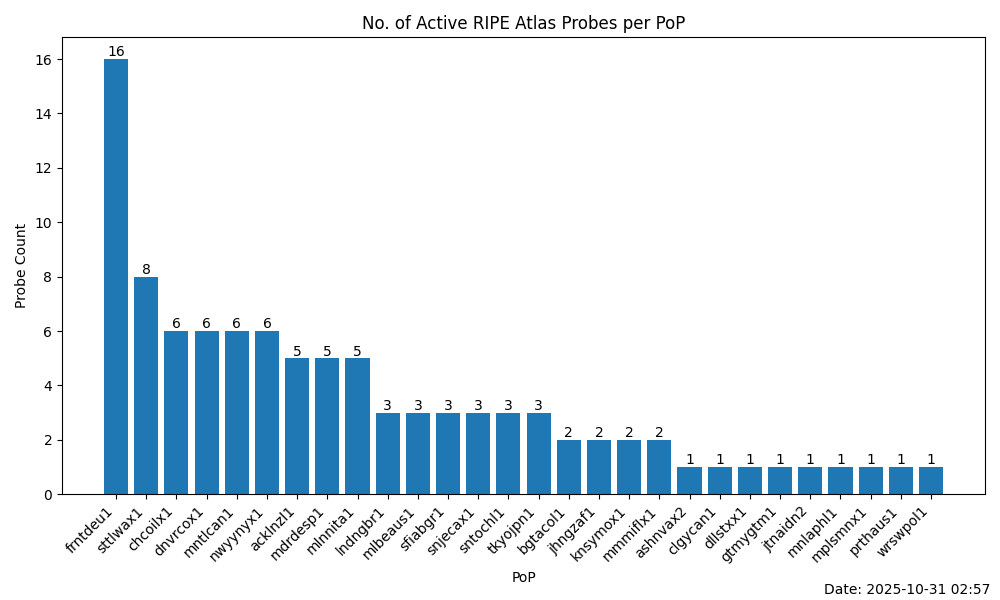 No. of Active RIPE Atlas Probes per PoP
Probe Count
16
14
12
10
8
6
4
2
0
16
8
6
6
6
6
5
5
5
3
3
3
3
3
3
2
2
2
2
1
1
1
1
1
1
1
1
1
frntdeu1
sttlwax1
chcoilx1
dnvrcox1
mntlcan1
nwyynyx1
acklnzl1
mdrdesp1
mlnmita1
lndngbr1
mlbeaus1
sfiabgr1
snjecax1
sntochl1
tkyojpn1
bgtacol1
jhngzaf1
knsymox1
mmmiflx1
ashnvax2
clgycan1
dllstxx1
gtmygtm1
jtnaidn2
mnlaphl1
mplsmnx1
prthaus1
wrswpol1
PoP
Date: 2025-10-31 02:57